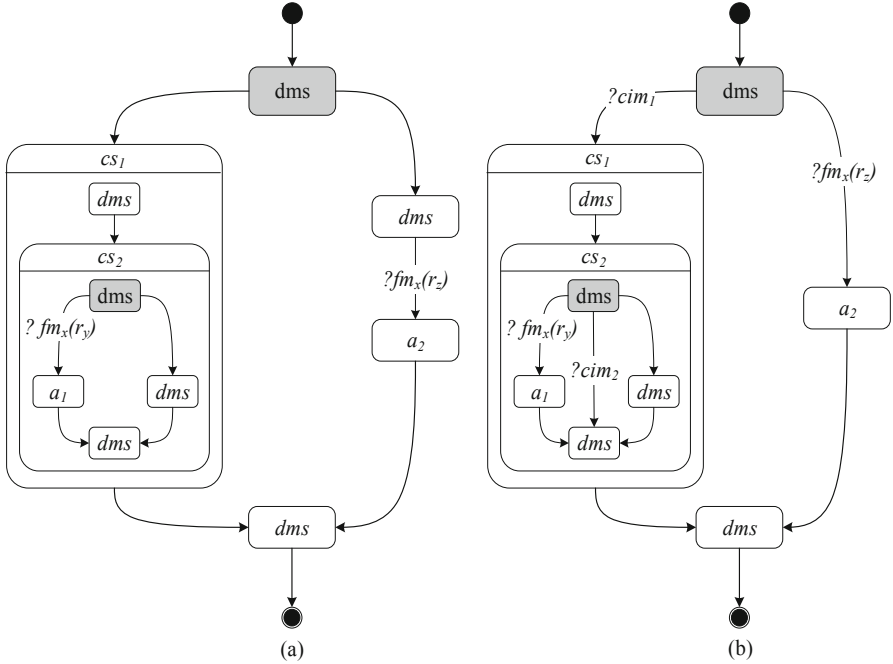 dms
cs1
dms
cs2
dms
? fmx(ry)
a1
dms
dms
dms
?fmx(rz)
a2
dms
(a)
dms
?cim1
cs1
dms
cs2
dms
? fmx(ry)
?cim2
a1
dms
dms
?fmx(rz)
a2
dms
(b)